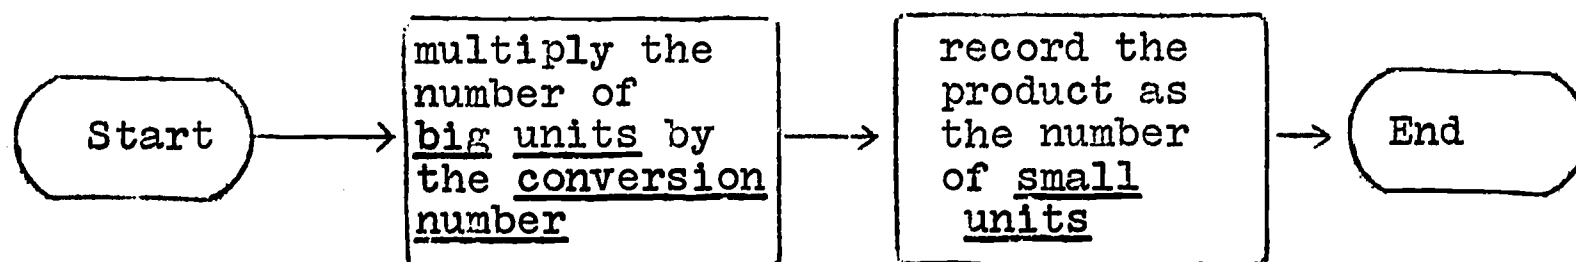 Start
multiply the
number of
big units by
the conversion
number
record the
product as
the number
of small
units
End